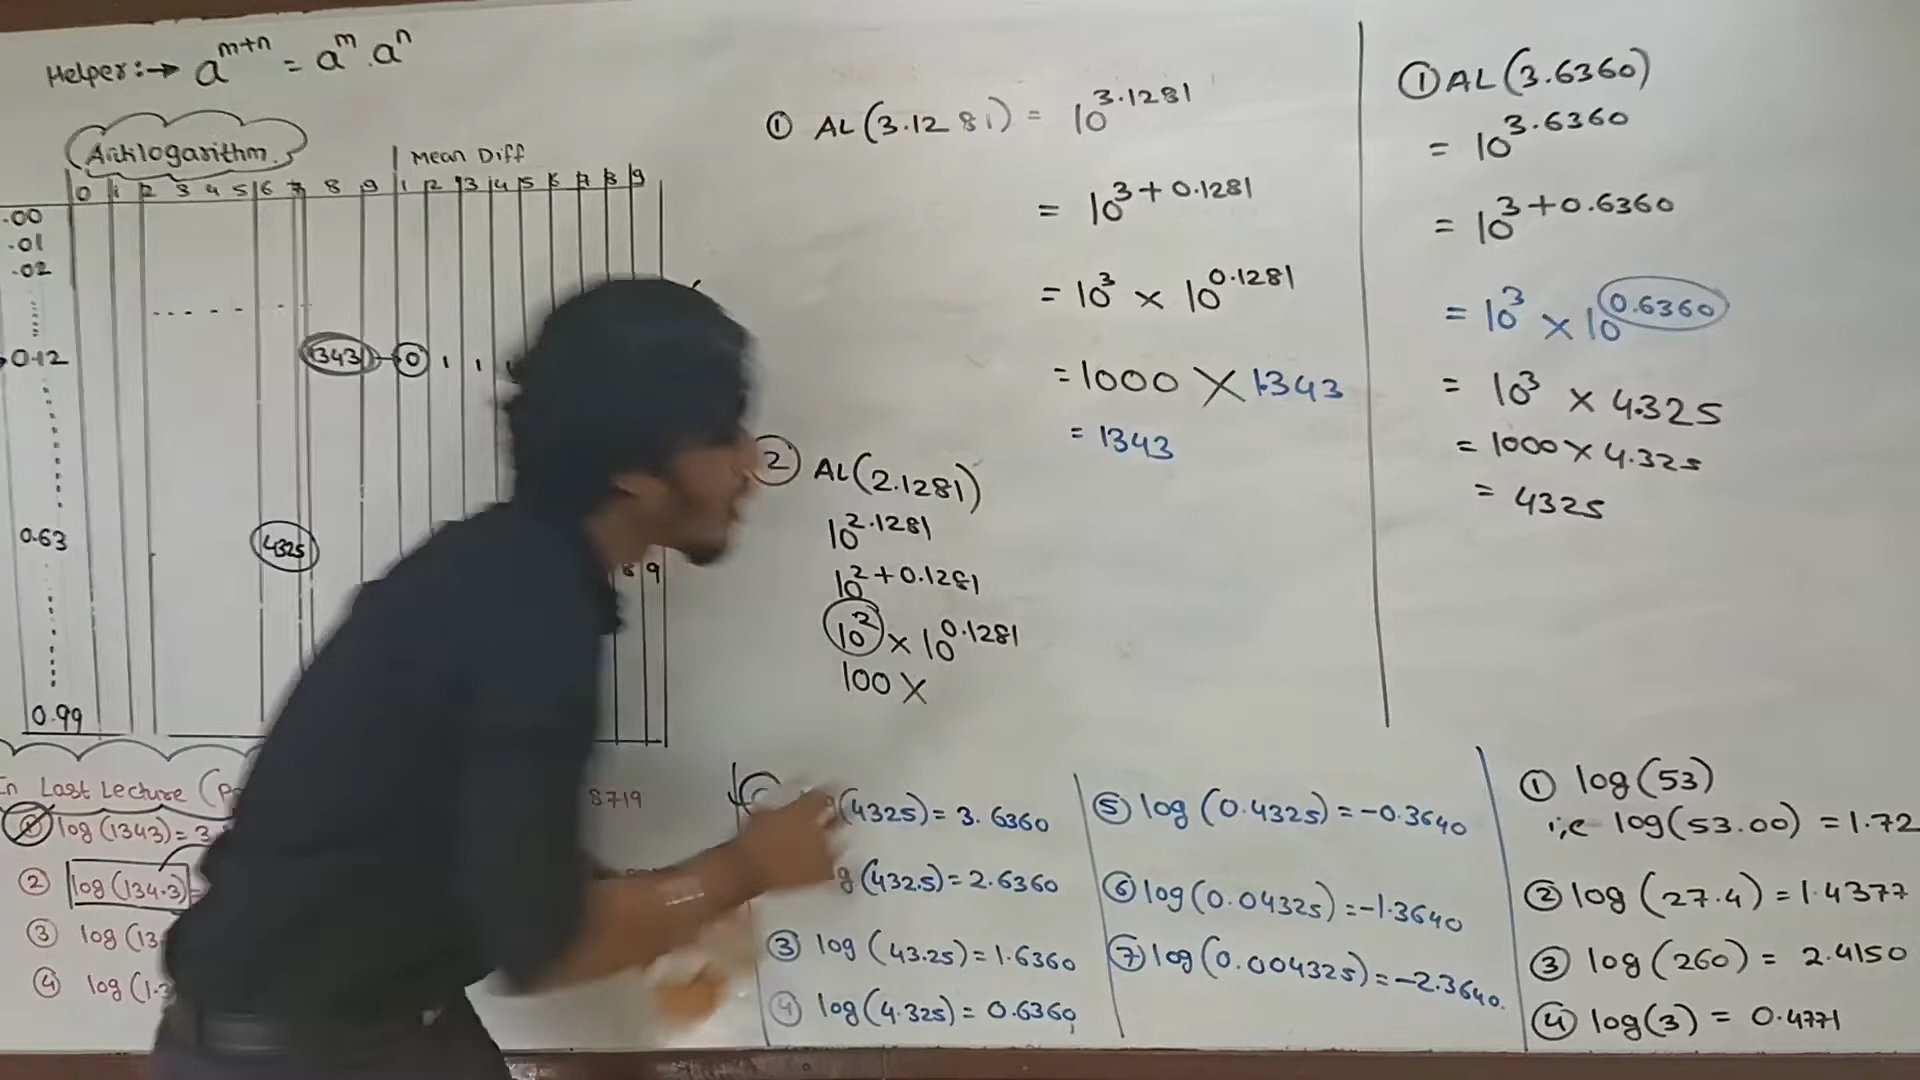 Helper:→ a^{m+n} = a^m . a^n
Antilogarithm.
Mean Diff
0 1 2 3 4 5 6 7 8 9 1 2 3 4 5 6 7 8 9
.00
.01
.02
0.12 1343 0 1 1
0.63 4325
8 9
0.99
① AL(3.1281) = 10^{3.1281}
= 10^{3+0.1281}
= 10^3 × 10^{0.1281}
= 1000 × 1.343
= 1343
② AL(2.1281)
10^{2.1281}
10^{2+0.1281}
10^2 × 10^{0.1281}
100 ×
① AL(3.6360)
= 10^{3.6360}
= 10^{3+0.6360}
= 10^3 × 10^{0.6360}
= 10^3 × 4.325
= 1000 × 4.325
= 4325
In Last Lecture
8719
① log(1343) = 3
② log(134.3) =
③ log(13
④ log(1.3
(4325) = 3.6360
g(432.5) = 2.6360
③ log(43.25) = 1.6360
④ log(4.325) = 0.6360
⑤ log(0.4325) = -0.3640
⑥ log(0.04325) = -1.3640
⑦ log(0.004325) = -2.3640.
① log(53)
i,e log(53.00) = 1.72
② log(27.4) = 1.4377
③ log(260) = 2.4150
④ log(3) = 0.4771